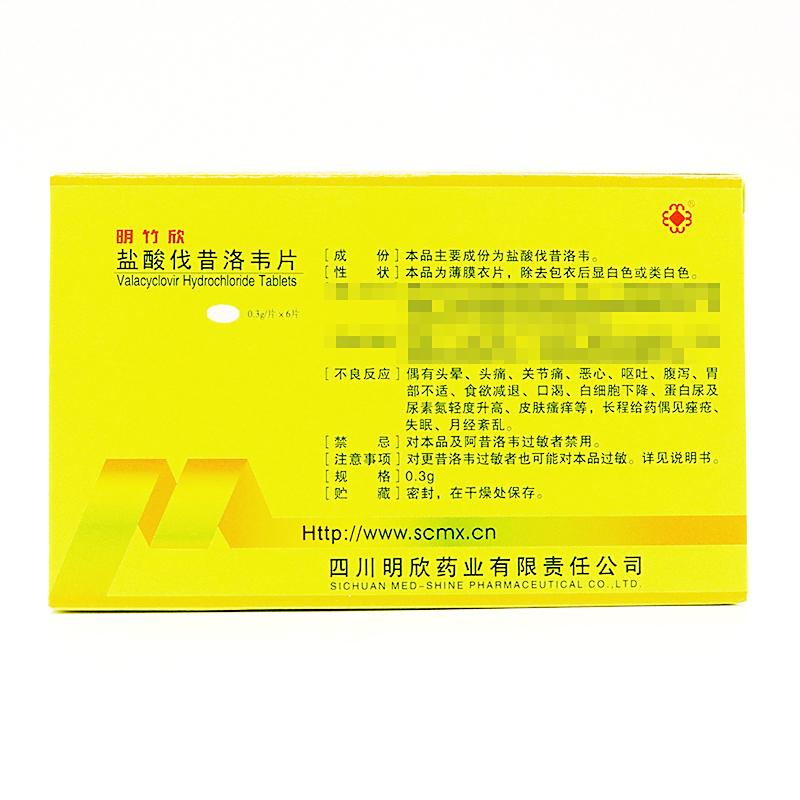 明竹欣
盐酸伐昔洛韦片
Valacyclovir Hydrochloride Tablets
0.3g/片×6片
[成份]本品主要成份为盐酸伐昔洛韦。
[性状]本品为薄膜衣片，除去包衣后显白色或类白色。
[不良反应]偶有头晕、头痛、关节痛、恶心、呕吐、腹泻、胃
部不适、食欲减退、口渴、白细胞下降、蛋白尿及
尿素氮轻度升高、皮肤瘙痒等，长程给药偶见痤疮、
失眠、月经紊乱。
[禁忌]对本品及阿昔洛韦过敏者禁用。
[注意事项]对更昔洛韦过敏者也可能对本品过敏。详见说明书。
[规格]0.3g
[贮藏]密封，在干燥处保存。
Http://www.scmx.cn
四川明欣药业有限责任公司
SICHUAN MED-SHINE PHARMACEUTICAL CO.,LTD.